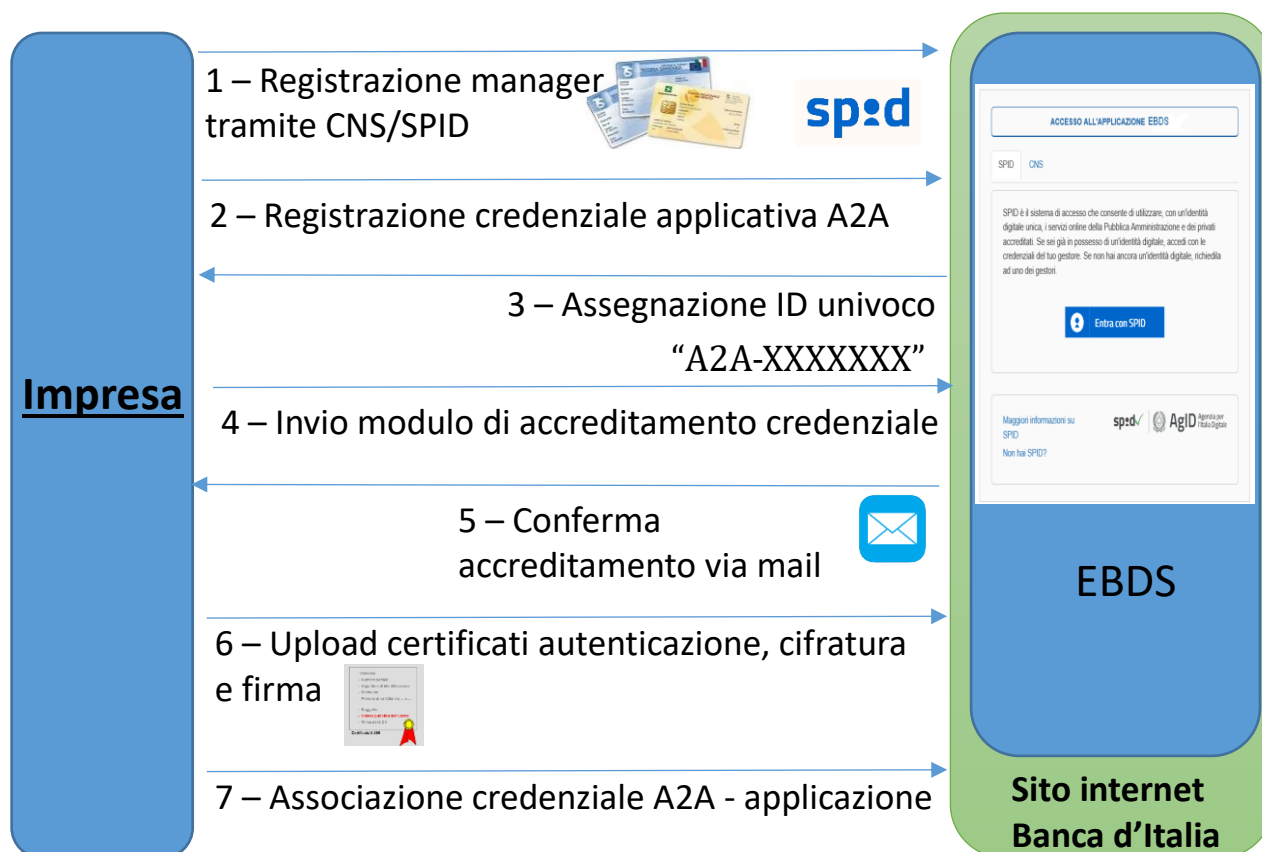 Impresa
1 – Registrazione manager
tramite CNS/SPID
spid
2 – Registrazione credenziale applicativa A2A
3 – Assegnazione ID univoco
“A2A-XXXXXXX”
4 – Invio modulo di accreditamento credenziale
5 – Conferma
accreditamento via mail
6 – Upload certificati autenticazione, cifratura
e firma
7 – Associazione credenziale A2A - applicazione
ACCESSO ALL'APPLICAZIONE EBDS
SPID CNS
SPID è il sistema di accesso che consente di utilizzare, con un'identità
digitale unica, i servizi online della Pubblica Amministrazione e dei privati
accreditati. Se sei già in possesso di un'identità digitale, accedi con le
credenziali del tuo gestore. Se non hai ancora un'identità digitale, richiedila
ad uno dei gestori.
Entra con SPID
Maggiori informazioni su
SPID
Non hai SPID?
spid AgID Agenzia per
l'Italia Digitale
EBDS
Sito internet
Banca d’Italia